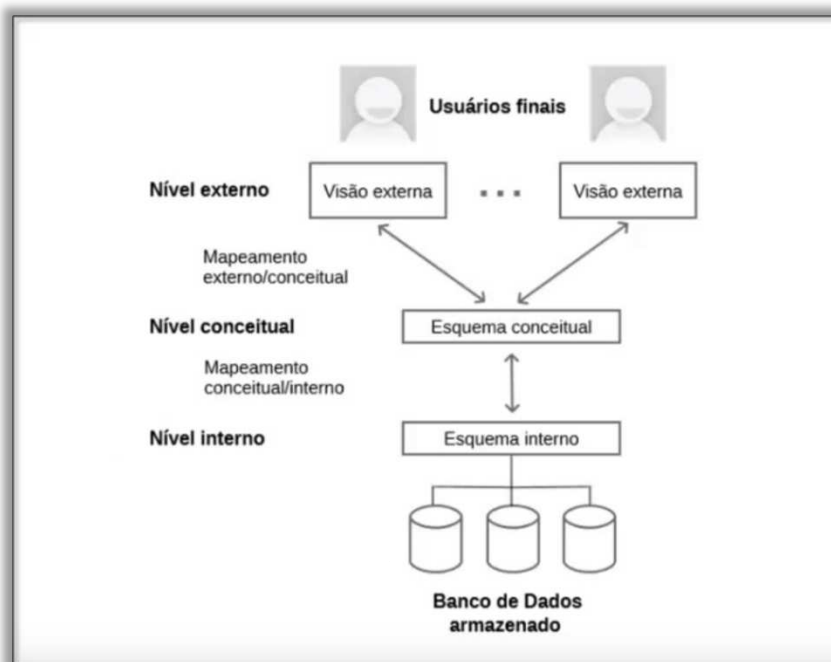 Usuários finais
Nível externo
Visão externa
Visão externa
Mapeamento
externo/conceitual
Nível conceitual
Esquema conceitual
Mapeamento
conceitual/interno
Nível interno
Esquema interno
Banco de Dados
armazenado